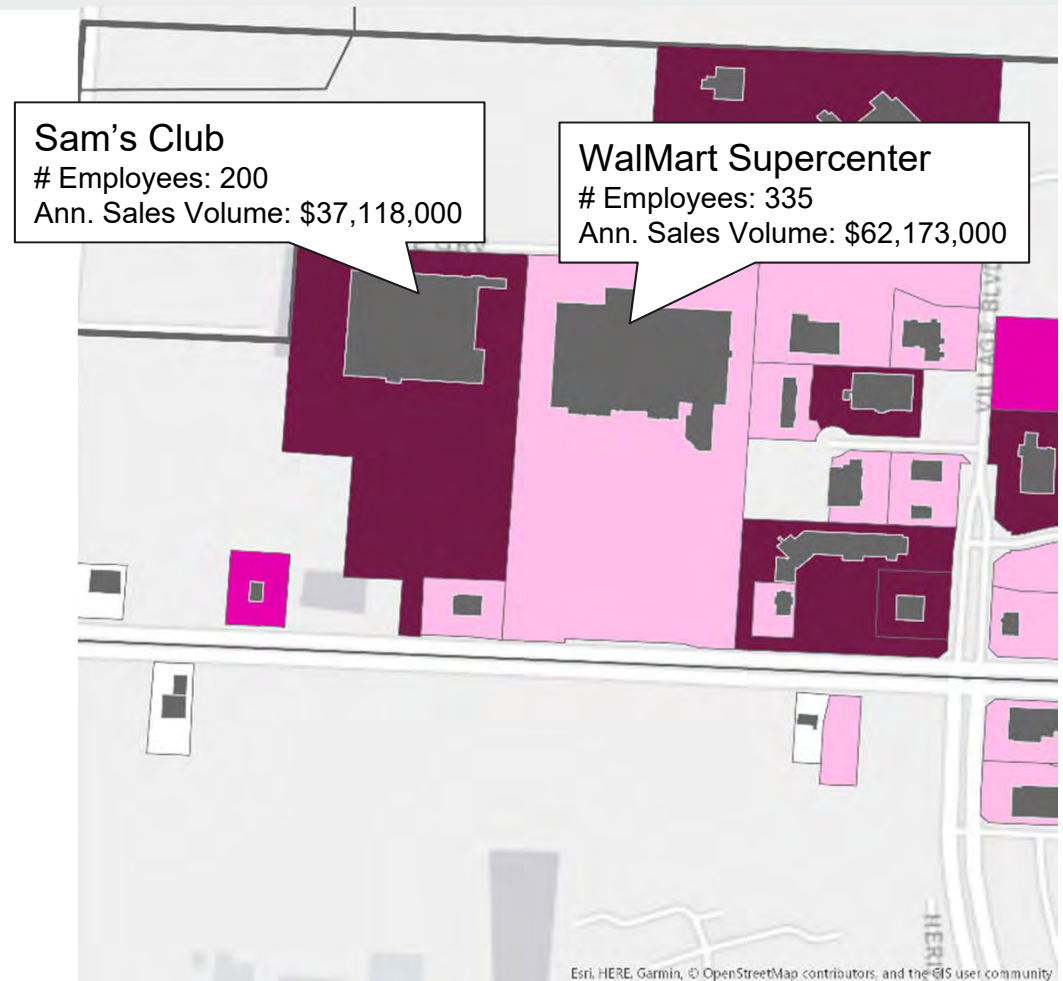 Sam's Club
# Employees: 200
Ann. Sales Volume: $37,118,000
WalMart Supercenter
# Employees: 335
Ann. Sales Volume: $62,173,000
VILLAGE BLVD
Esri, HERE, Garmin, © OpenStreetMap contributors, and the GIS user community